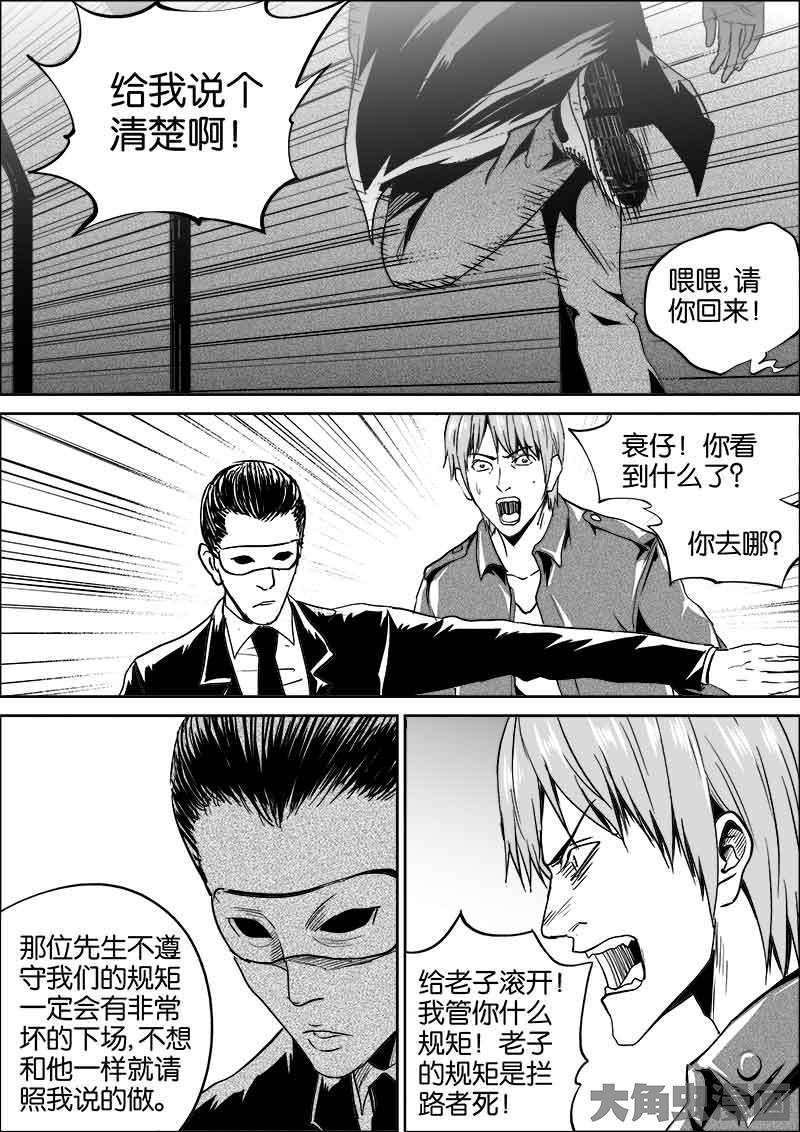 给我说个
清楚啊！
喂喂,请
你回来！
衰仔！你看
到什么了?
你去哪?
那位先生不遵
守我们的规矩
一定会有非常
坏的下场,不想
和他一样就请
照我说的做。
给老子滚开！
我管你什么
规矩！老子
的规矩是拦
路者死！
大角虫漫画